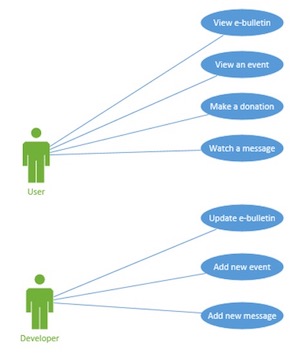 View e-bulletin
View an event
Make a donation
Watch a message
User
Update e-bulletin
Add new event
Add new message
Developer